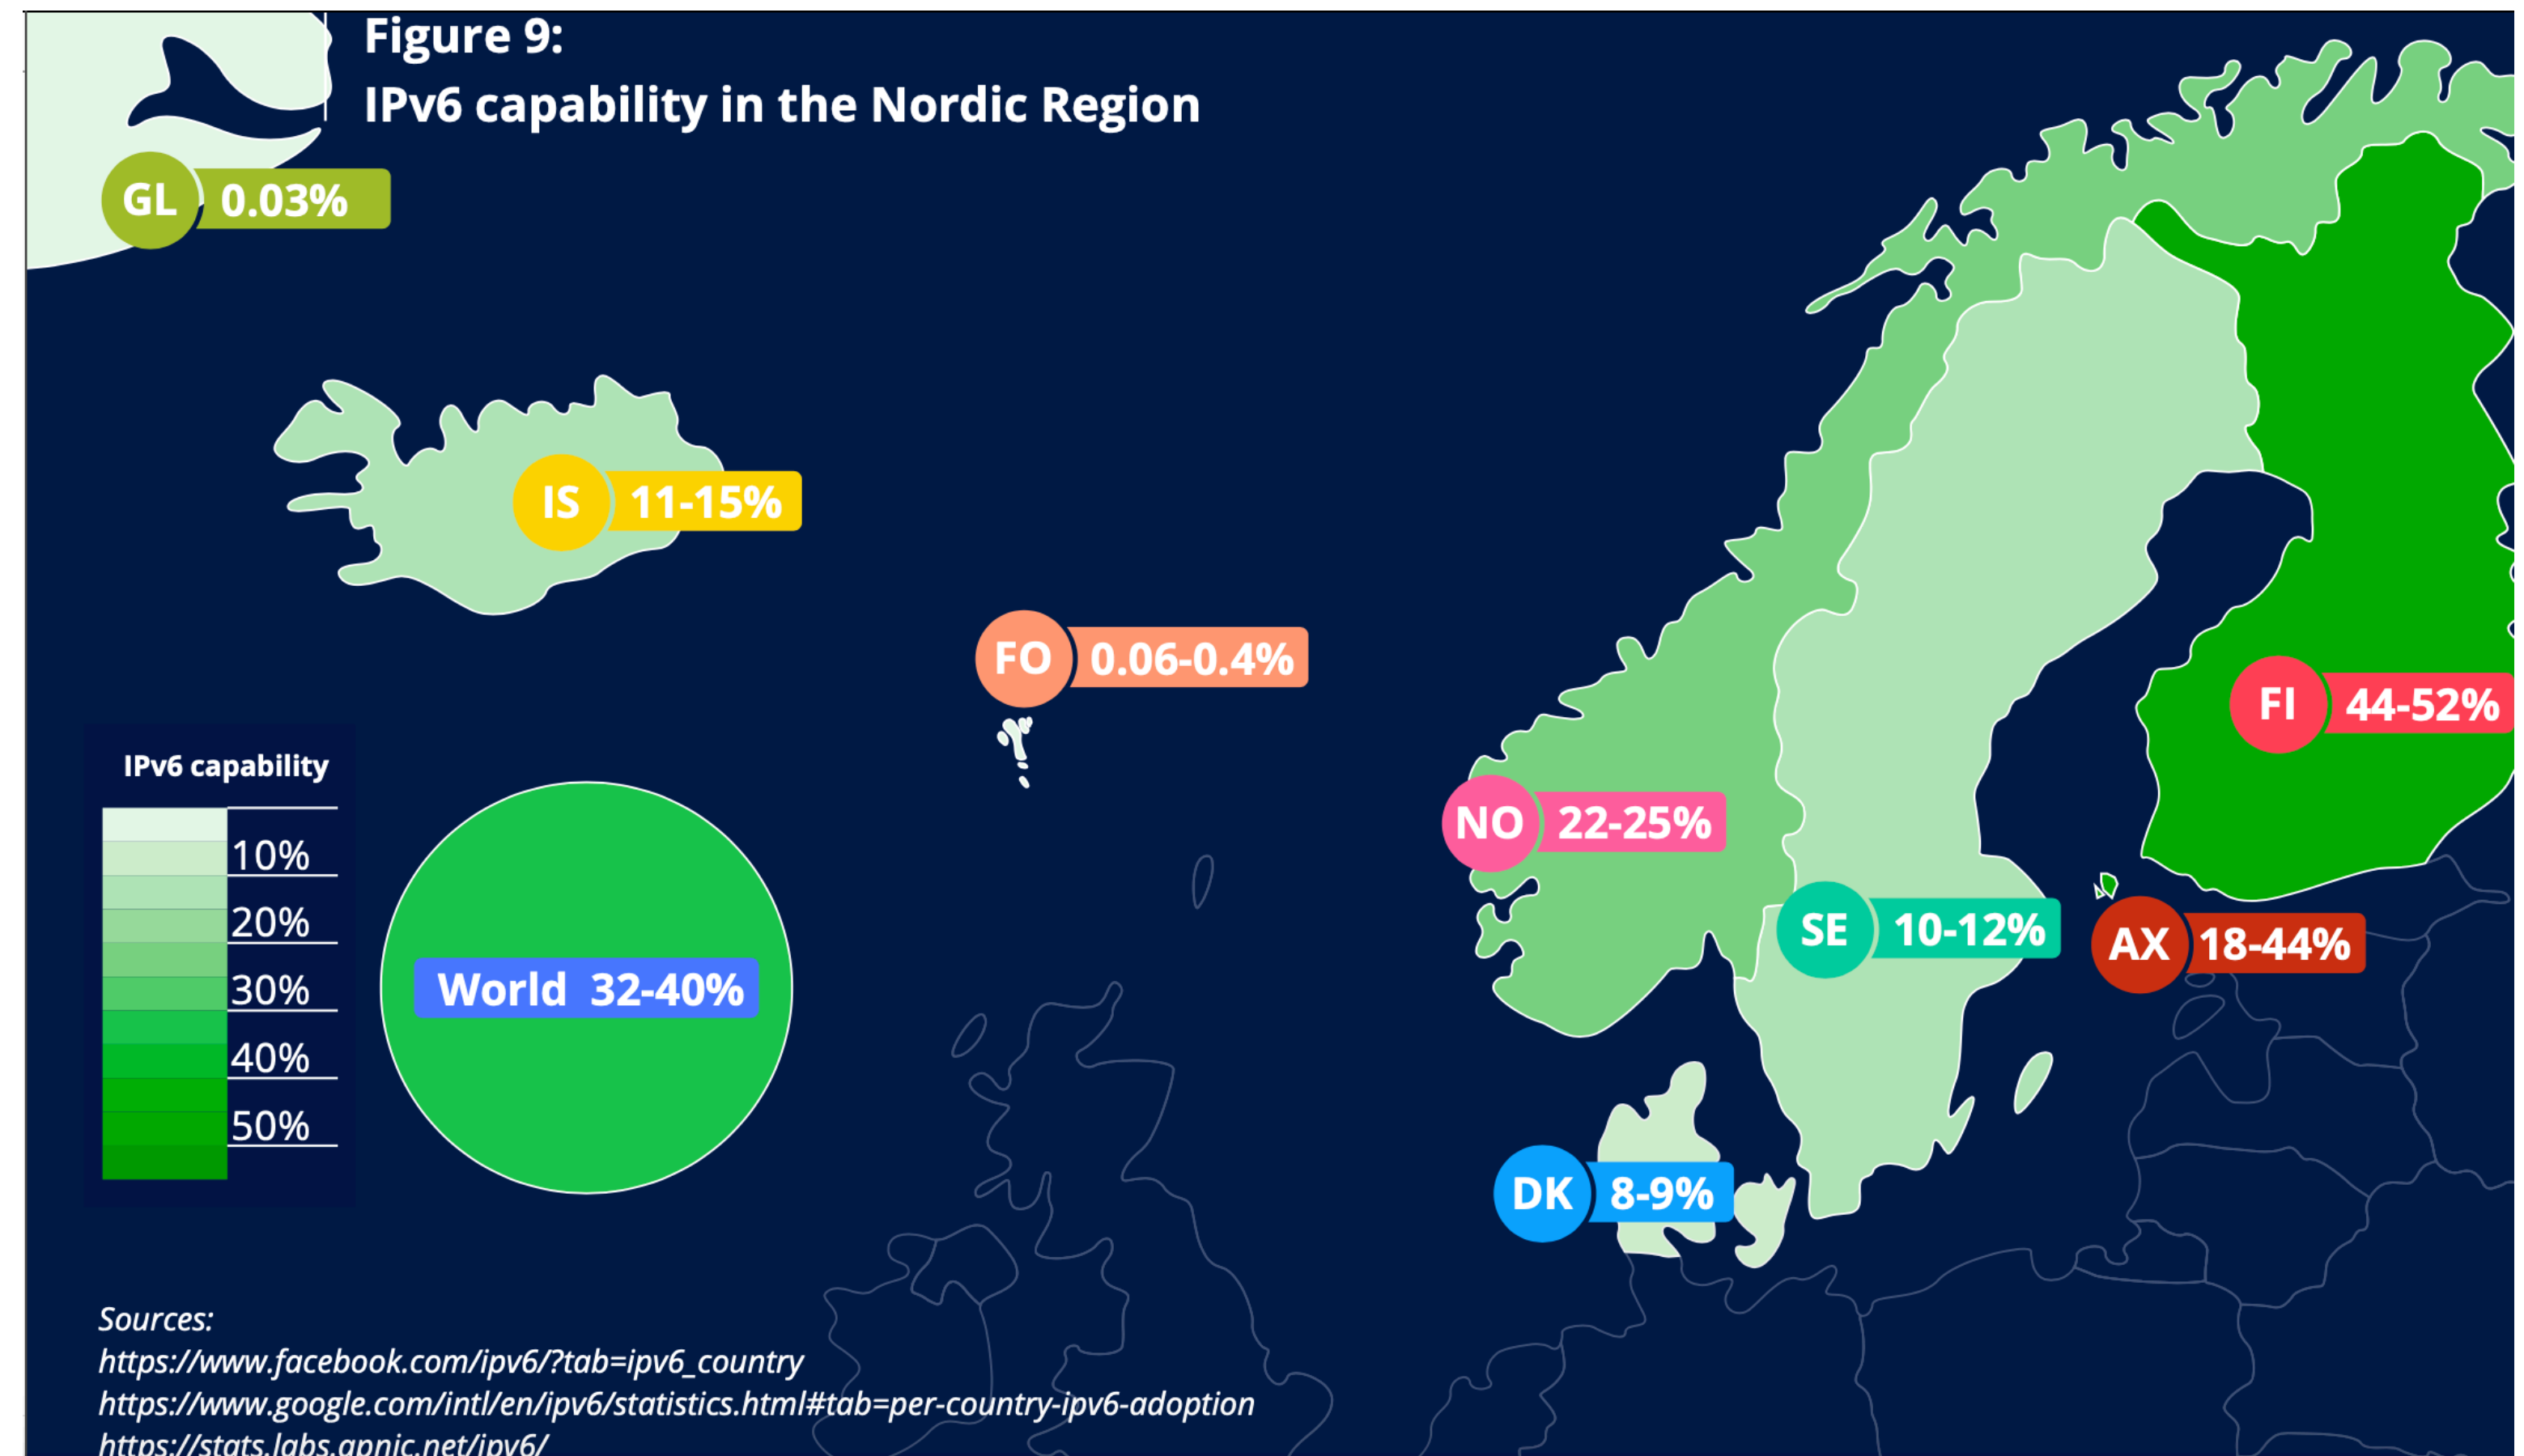 Figure 9:
IPv6 capability in the Nordic Region
GL 0.03%
IS 11-15%
FO 0.06-0.4%
FI 44-52%
NO 22-25%
SE 10-12%
AX 18-44%
DK 8-9%
IPv6 capability
10%
20%
30%
40%
50%
World 32-40%
Sources:
https://www.facebook.com/ipv6/?tab=ipv6_country
https://www.google.com/intl/en/ipv6/statistics.html#tab=per-country-ipv6-adoption
https://stats.labs.apnic.net/ipv6/